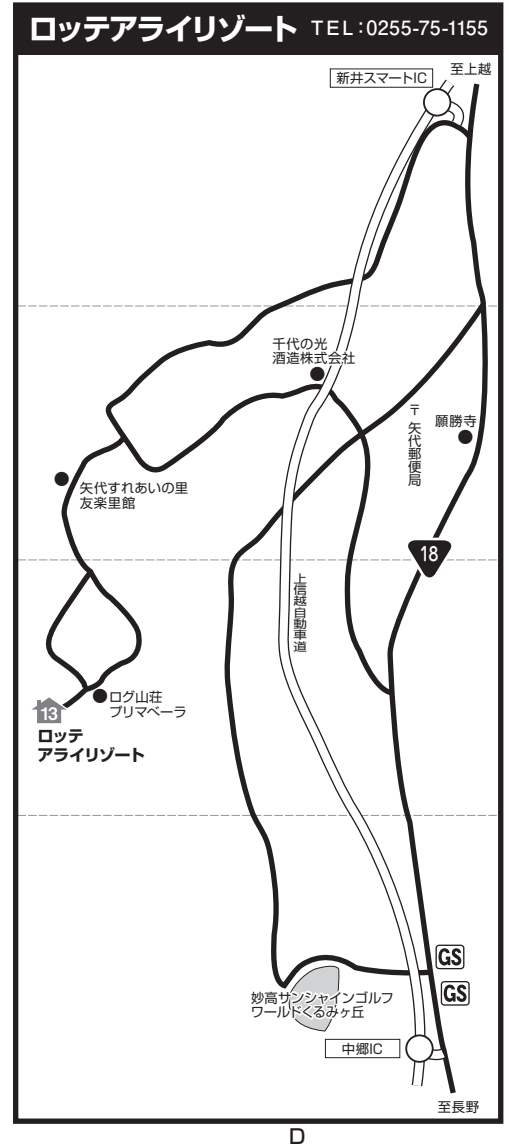 ロッテアライリゾート TEL:0255-75-1155
至上越
新井スマートIC
千代の光
酒造株式会社
〒 矢代郵便局
願勝寺
矢代すれあいの里
友楽里館
18
上信越自動車道
ログ山荘
プリマベーラ
13
ロッテ
アライリゾート
GS
GS
妙高サンシャインゴルフ
ワールドくるみヶ丘
中郷IC
至長野
D